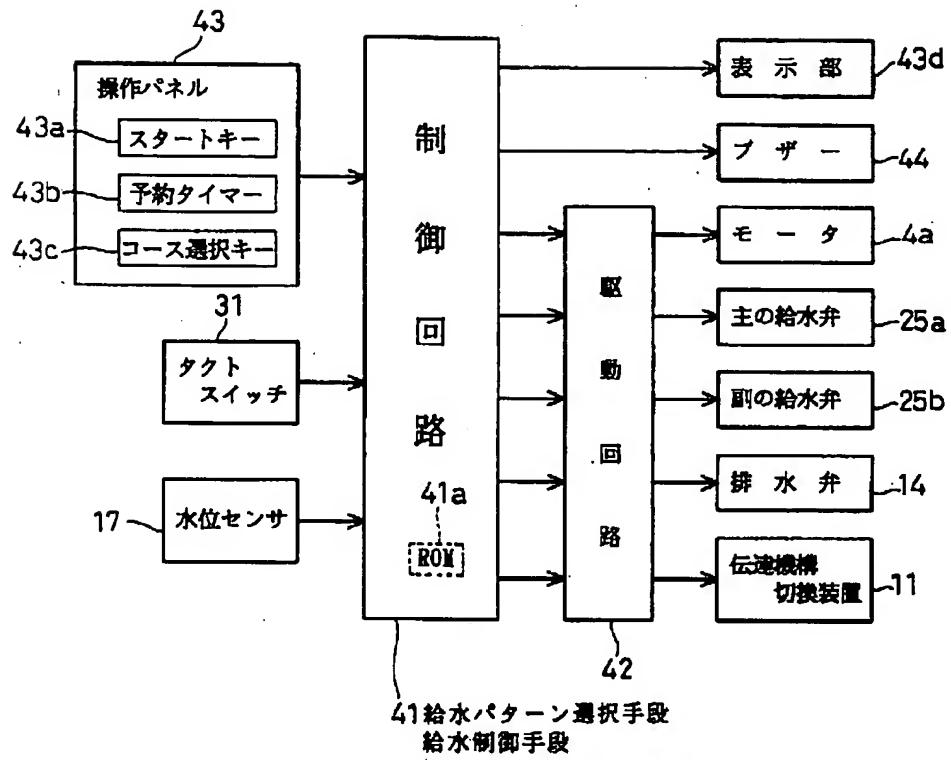 43
操作パネル
43a
スタートキー
43b
予約タイマー
43c
コース選択キー
31
タクト
スイッチ
17
水位センサ
制御回路
41a
ROM
41給水パターン選択手段
給水制御手段
駆動回路
42
表示部
43d
ブザー
44
モータ
4a
主の給水弁
25a
副の給水弁
25b
排水弁
14
伝達機構
切換装置
11